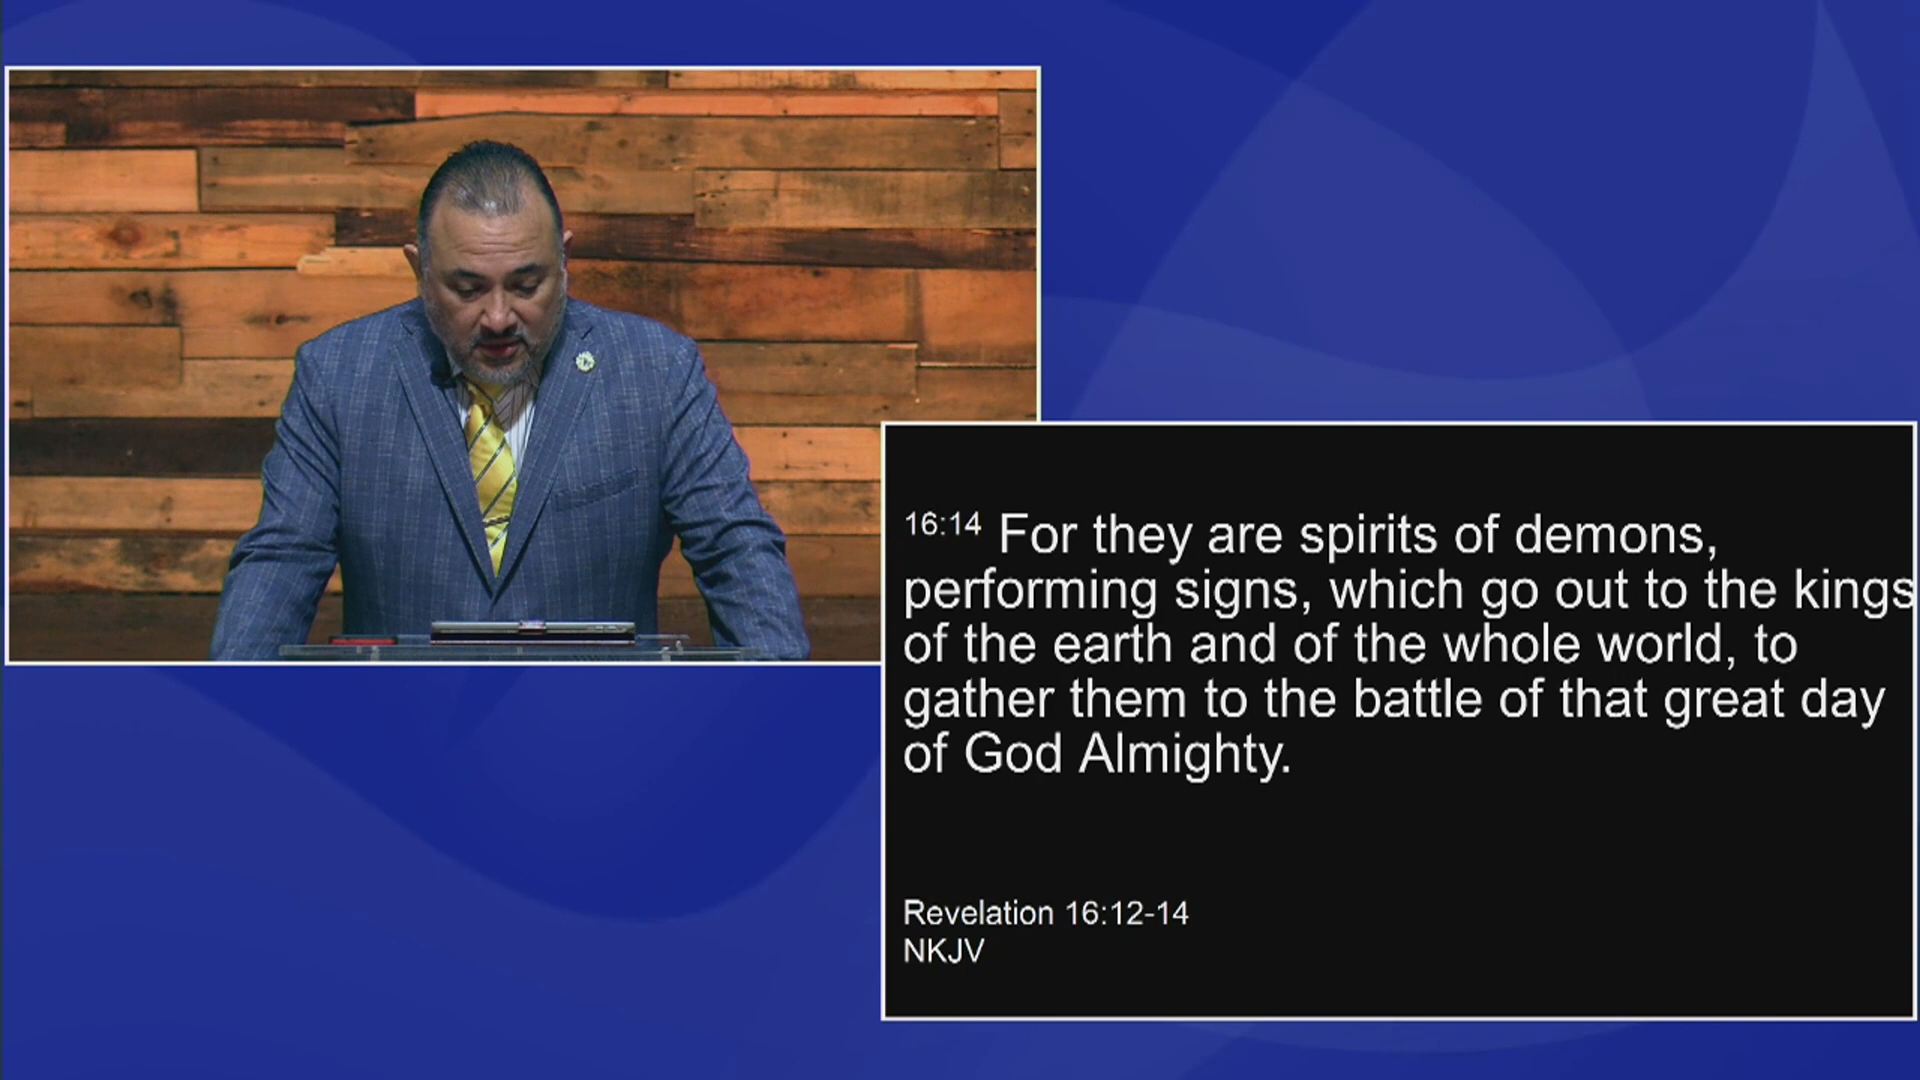 16:14 For they are spirits of demons,
performing signs, which go out to the kings
of the earth and of the whole world, to
gather them to the battle of that great day
of God Almighty.
Revelation 16:12-14
NKJV